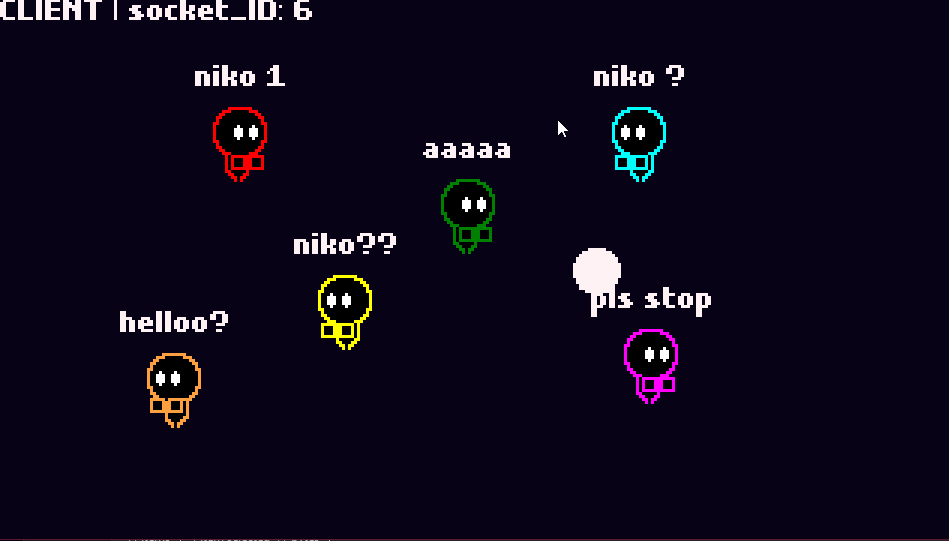 CLIENT | socket_ID: 6
niko 1
niko ?
aaaaa
niko??
pls stop
helloo?